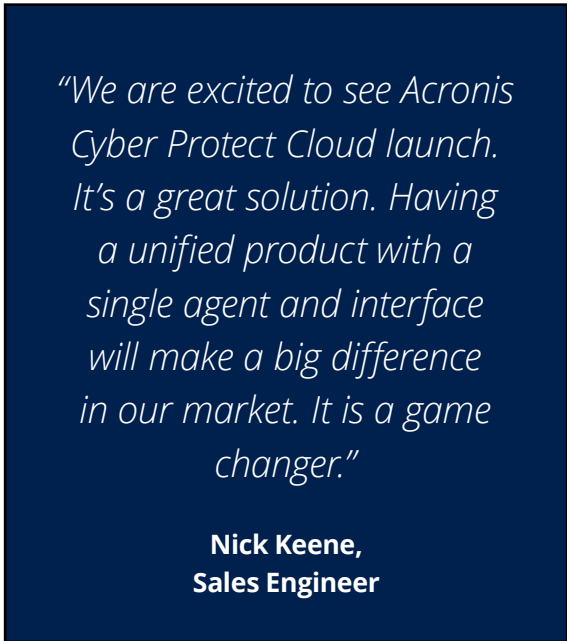 “We are excited to see Acronis
Cyber Protect Cloud launch.
It’s a great solution. Having
a unified product with a
single agent and interface
will make a big difference
in our market. It is a game
changer.”
Nick Keene,
Sales Engineer